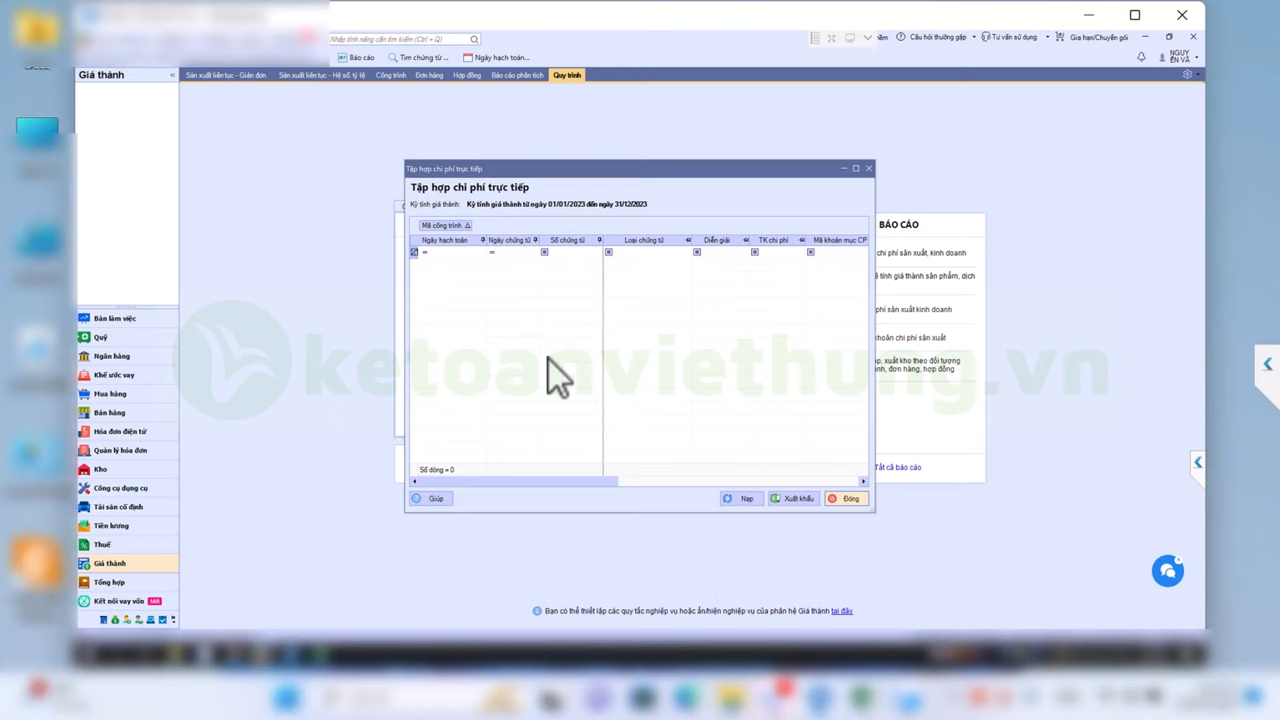 Nhập tính năng cần tìm kiếm (Ctrl + Q)
Câu hỏi thường gặp
Tư vấn sử dụng
Gia hạn/Chuyển gói
Báo cáo
Tìm chứng từ ...
Ngày hạch toán...
NGUY
ỄN VĂ
Giá thành
Sản xuất liên tục - Giản đơn
Sản xuất liên tục - Hệ số, tỷ lệ
Công trình
Đơn hàng
Hợp đồng
Báo cáo phân tích
Quy trình
Tập hợp chi phí trực tiếp
Tập hợp chi phí trực tiếp
Kỳ tính giá thành:
Kỳ tính giá thành từ ngày 01/01/2023 đến ngày 31/12/2023
Mã công trình
Ngày hạch toán
Ngày chứng từ
Số chứng từ
Loại chứng từ
Diễn giải
TK chi phí
Mã khoản mục CP
=
=
Số dòng = 0
Giúp
Nạp
Xuất khẩu
Đóng
BÁO CÁO
chi phí sản xuất, kinh doanh
ẻ tính giá thành sản phẩm, dịch
phí sản xuất kinh doanh
khoản chi phí sản xuất
p, xuất kho theo đối tượng
ình, đơn hàng, hợp đồng
Tất cả báo cáo
Bàn làm việc
Quỹ
Ngân hàng
Khế ước vay
Mua hàng
Bán hàng
Hóa đơn điện tử
Quản lý hóa đơn
Kho
Công cụ dụng cụ
Tài sản cố định
Tiền lương
Thuế
Giá thành
Tổng hợp
Kết nối vay vốn
Mới
ketoanviethung.vn
Bạn có thể thiết lập các quy tắc nghiệp vụ hoặc ẩn/hiện nghiệp vụ của phân hệ Giá thành tại đây.